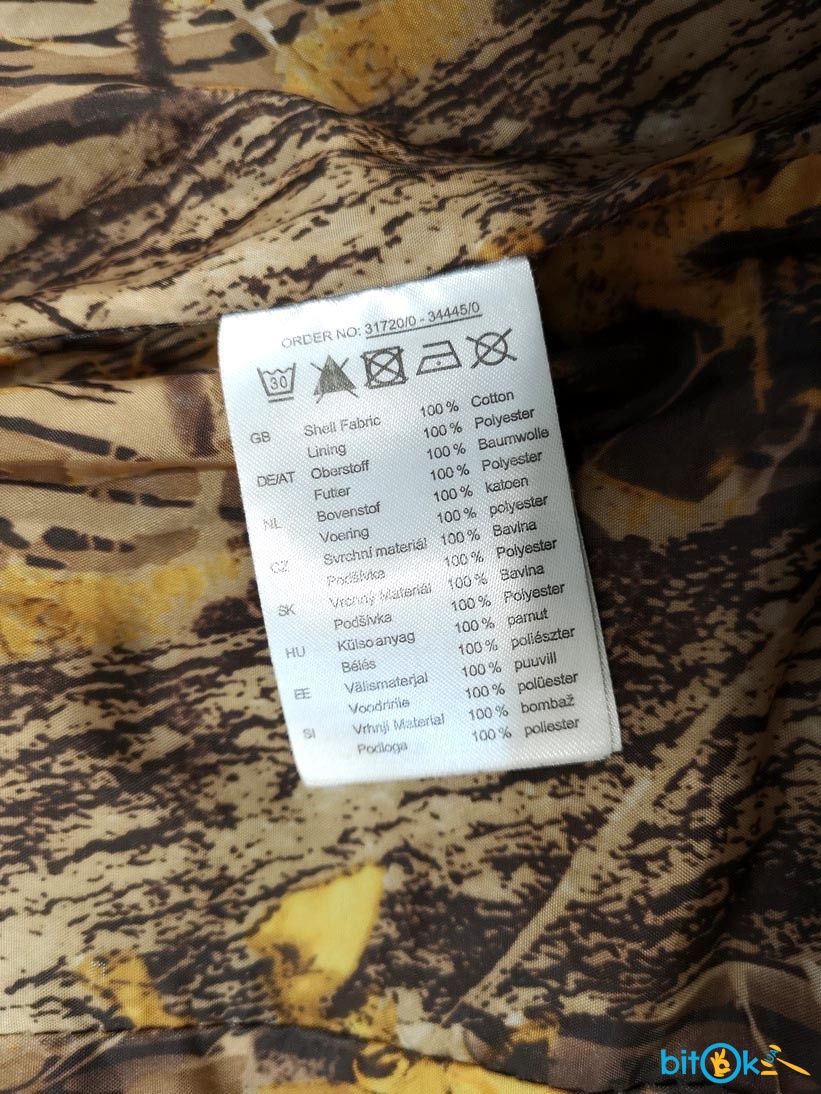 ORDER NO: 31720/0 - 34445/0
30
GB Shell Fabric 100 % Cotton
Lining 100 % Polyester
DE/AT Oberstoff 100 % Baumwolle
Futter 100 % Polyester
NL Bovenstof 100 % katoen
Voering 100 % polyester
CZ Svrchní materiál 100 % Bavlna
Podšívka 100 % Polyester
SK Vrchný Materiál 100 % Bavlna
Podšívka 100 % Polyester
HU Külso anyag 100 % pamut
Bélés 100 % poliészter
EE Välismaterjal 100 % puuvill
Voodriñe 100 % polüester
SI Vrhnji Material 100 % bombaž
Podloga 100 % poliester
bitOk